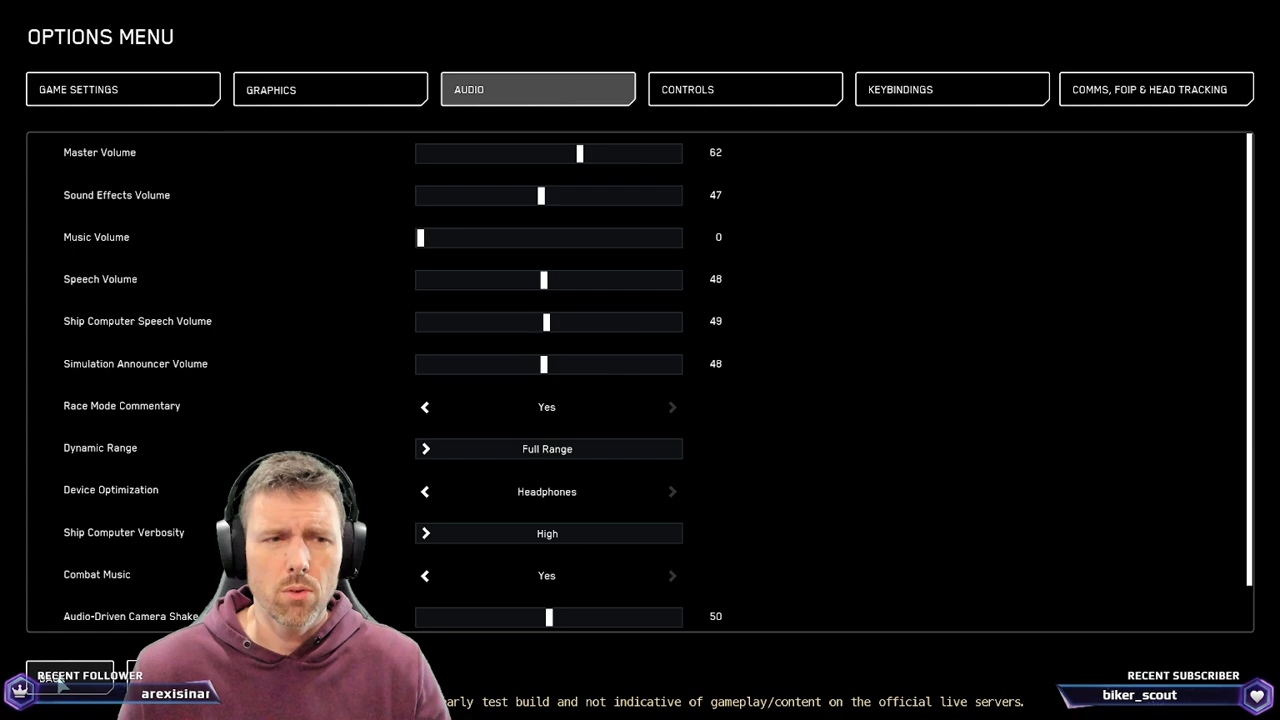 OPTIONS MENU
GAME SETTINGS
GRAPHICS
AUDIO
CONTROLS
KEYBINDINGS
COMMS, FOIP & HEAD TRACKING
Master Volume 62
Sound Effects Volume 47
Music Volume 0
Speech Volume 48
Ship Computer Speech Volume 49
Simulation Announcer Volume 48
Race Mode Commentary Yes
Dynamic Range Full Range
Device Optimization Headphones
Ship Computer Verbosity High
Combat Music Yes
Audio-Driven Camera Shake 50
RECENT FOLLOWER
arexisinar
arly test build and not indicative of gameplay/content on the official live servers.
RECENT SUBSCRIBER
biker_scout